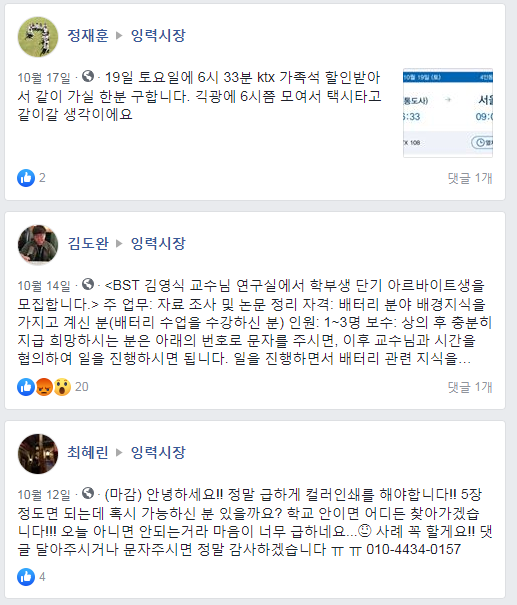 정재훈 ▶ 잉력시장
10월 17일 · 19일 토요일에 6시 33분 ktx 가족석 할인받아
서 같이 가실 한분 구합니다. 긱광에 6시쯤 모여서 택시타고
같이갈 생각이에요
10월 19일 (토)
4인동
통도사) → 서울
6:33 09:0
TX 108
열차
2 댓글 1개
김도완 ▶ 잉력시장
10월 14일 · <BST 김영식 교수님 연구실에서 학부생 단기 아르바이트생을
모집합니다.> 주 업무: 자료 조사 및 논문 정리 자격: 배터리 분야 배경지식을
가지고 계신 분(배터리 수업을 수강하신 분) 인원: 1~3명 보수: 상의 후 충분히
지급 희망하시는 분은 아래의 번호로 문자를 주시면, 이후 교수님과 시간을
협의하여 일을 진행하시면 됩니다. 일을 진행하면서 배터리 관련 지식을…
20 댓글 1개
최혜린 ▶ 잉력시장
10월 12일 · (마감) 안녕하세요!! 정말 급하게 컬러인쇄를 해야합니다!! 5장
정도면 되는데 혹시 가능하신 분 있을까요? 학교 안이면 어디든 찾아가겠습
니다!!! 오늘 아니면 안되는거라 마음이 너무 급하네요...🙂 사례 꼭 할게요!! 댓
글 달아주시거나 문자주시면 정말 감사하겠습니다 ㅠ ㅠ 010-4434-0157
4